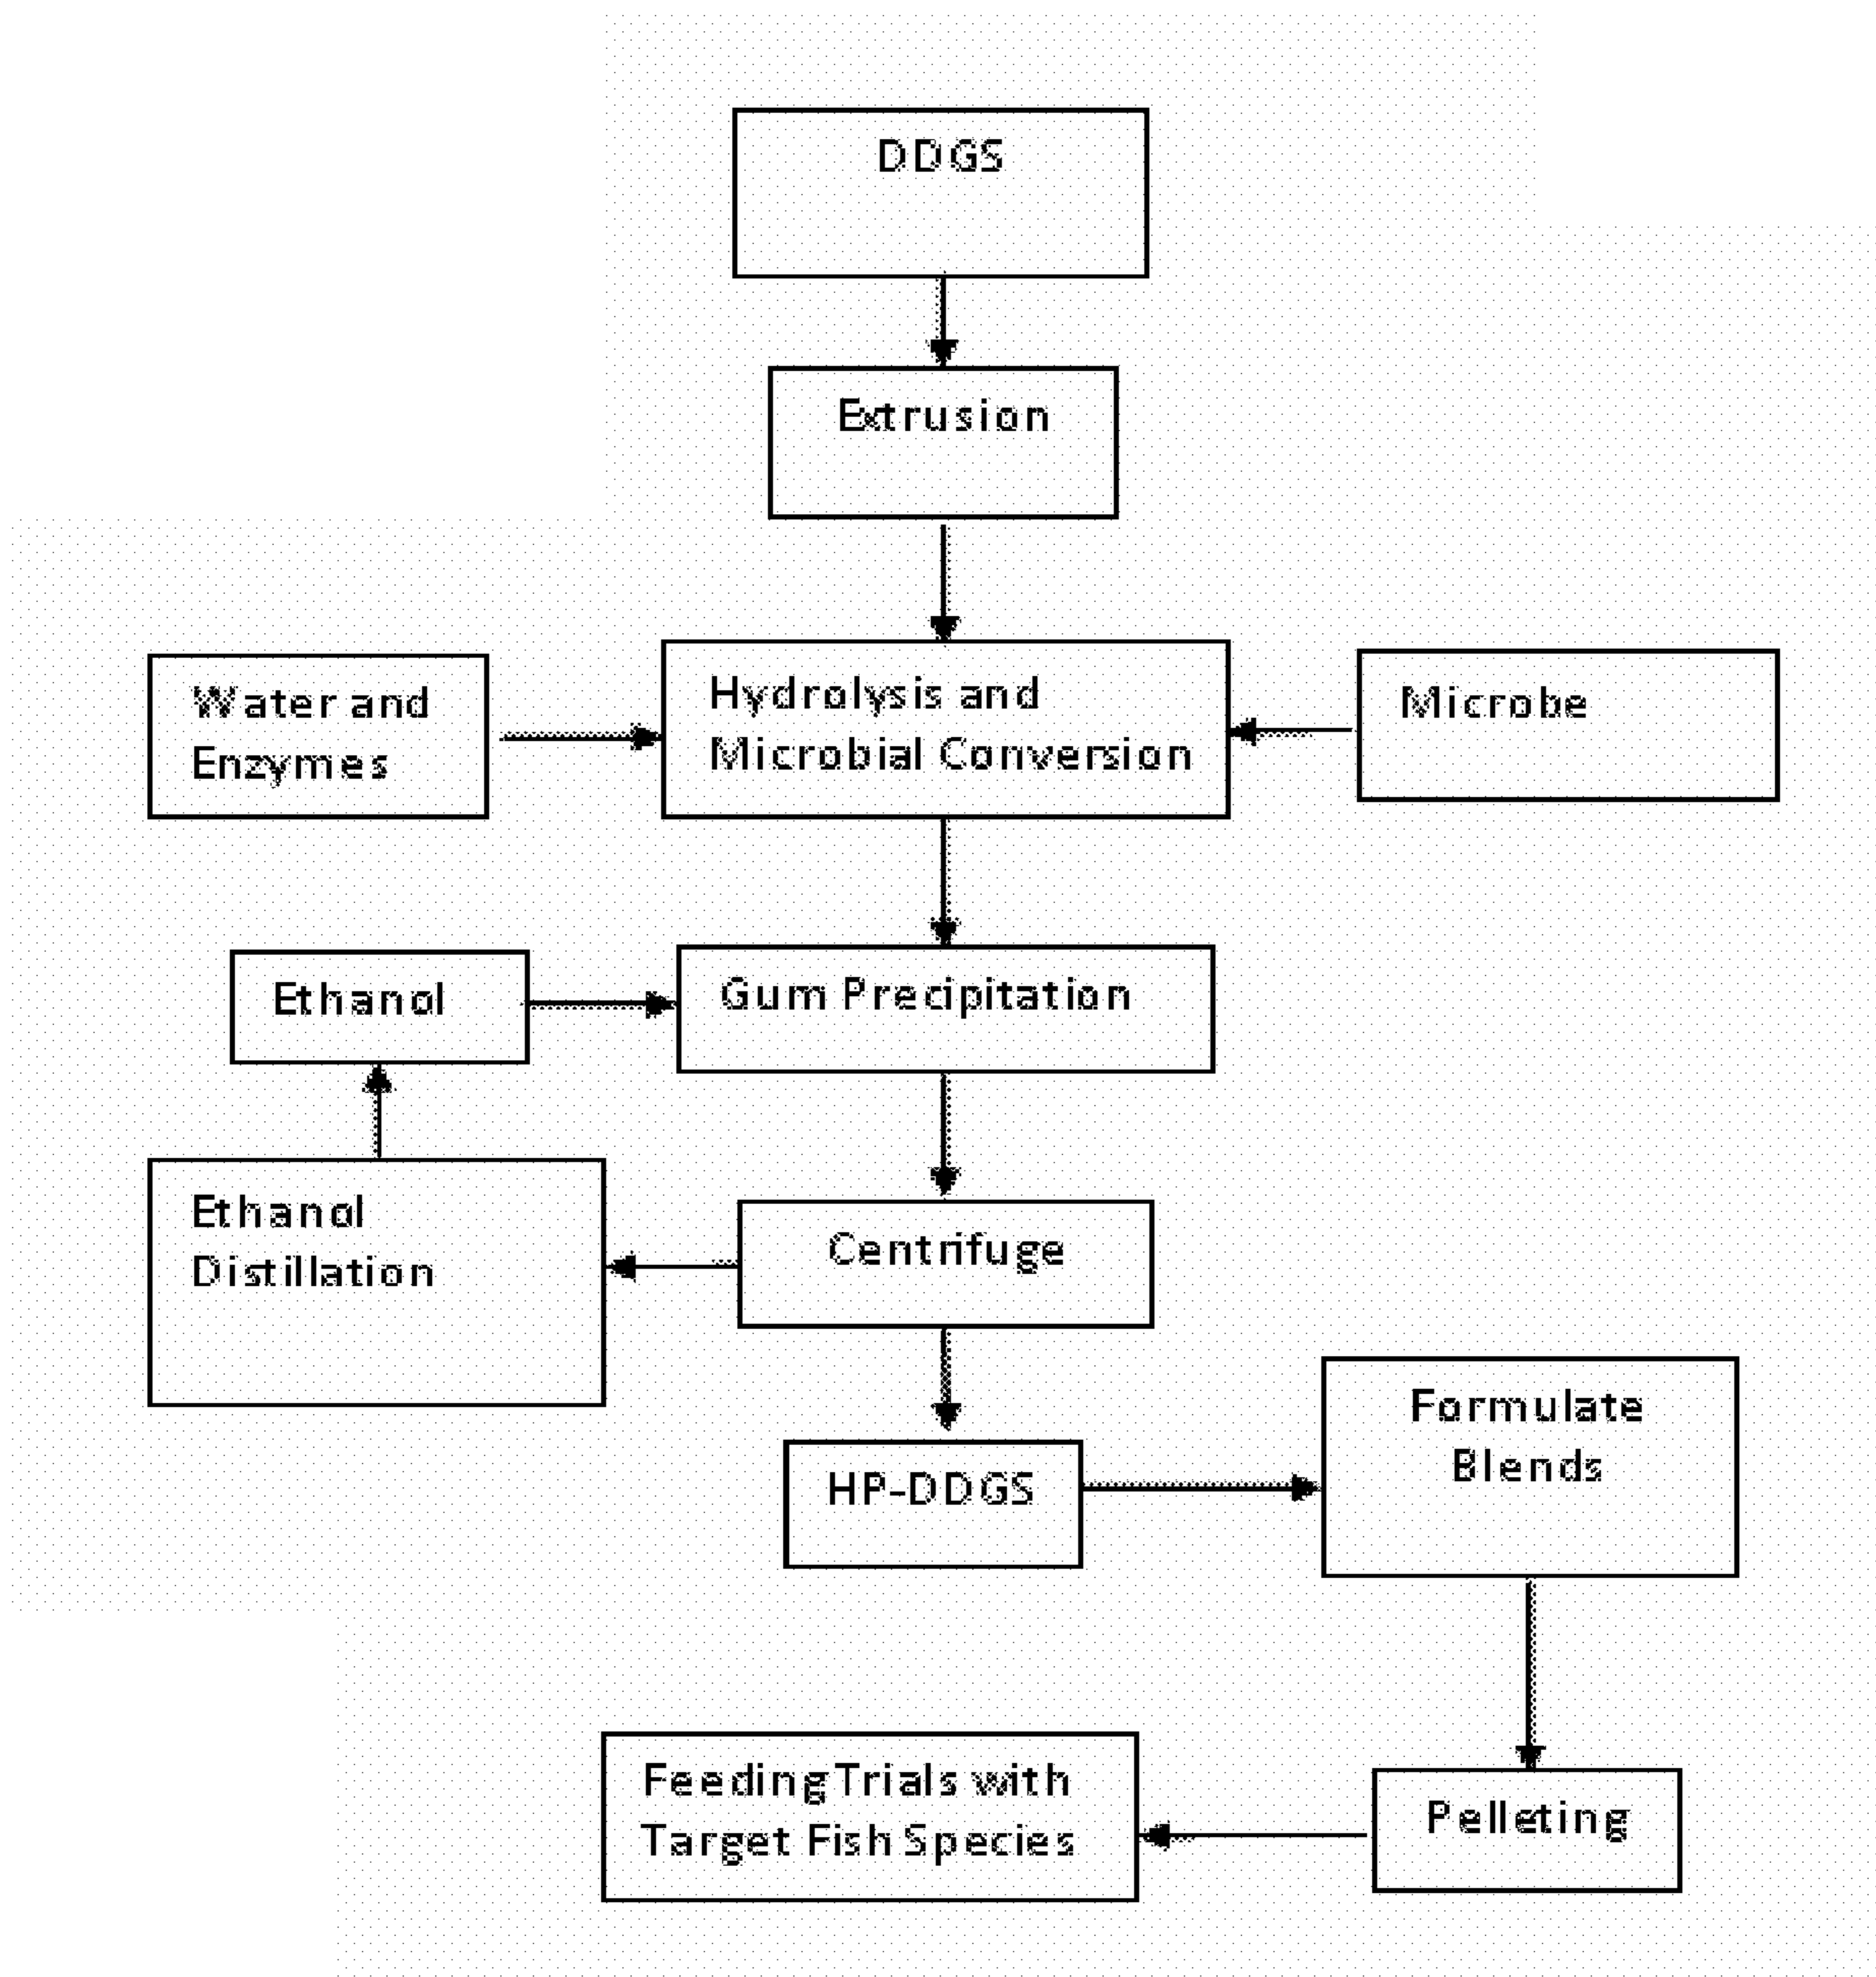 DDGS
Extrusion
Water and
Enzymes
Hydrolysis and
Microbial Conversion
Microbe
Ethanol
Gum Precipitation
Ethanol
Distillation
Centrifuge
HP-DDGS
Formulate
Blends
Feeding Trials with
Target Fish Species
Pelleting